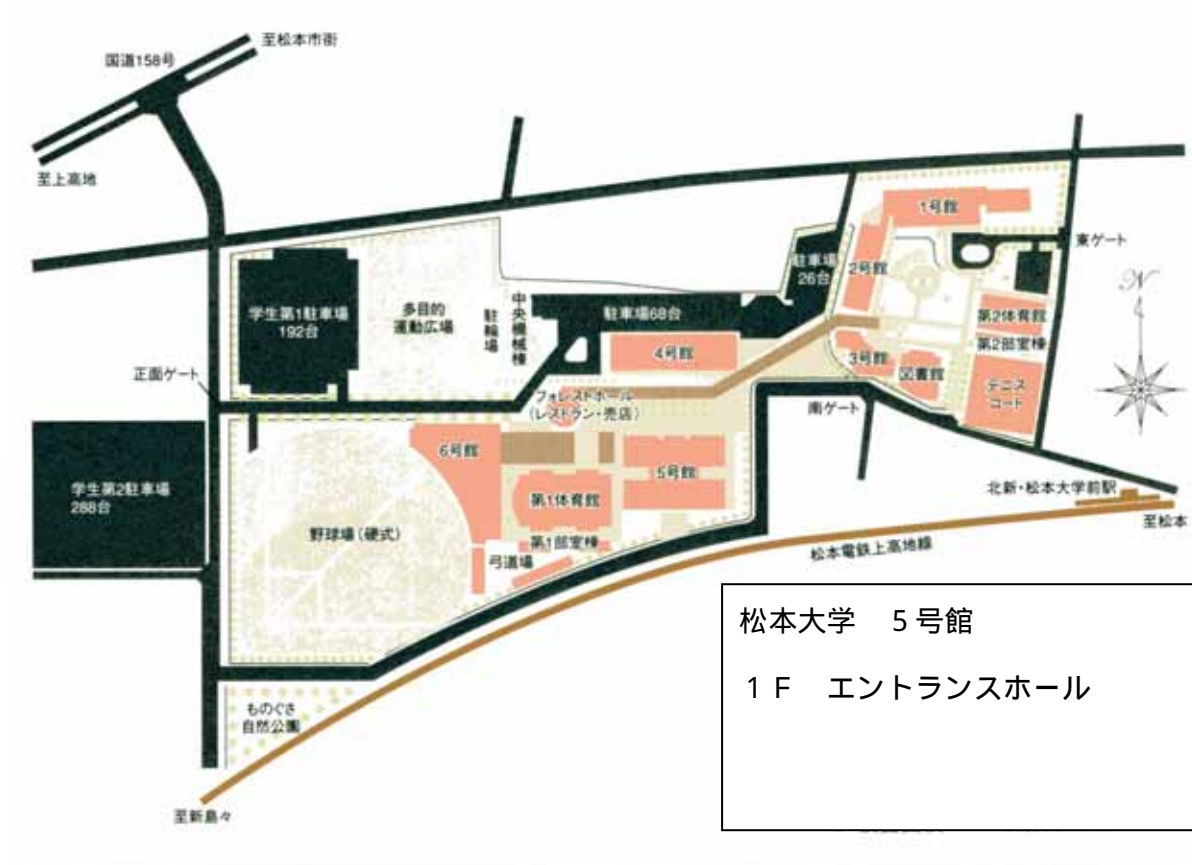 至松本市街
国道158号
至上高地
1号館
東ゲート
2号館
駐車場
26台
N
学生第1駐車場
192台
多目的
運動広場
駐輪場
中央機械棟
駐車場68台
第2体育館
第2部室棟
4号館
3号館
図書館
テニス
コート
正面ゲート
フォレストホール
(レストラン・売店)
南ゲート
6号館
5号館
学生第2駐車場
288台
第1体育館
北新・松本大学前駅
至松本
野球場(硬式)
第1部室棟
弓道場
松本電鉄上高地線
松本大学 5号館
1F エントランスホール
ものぐさ
自然公園
至新島々